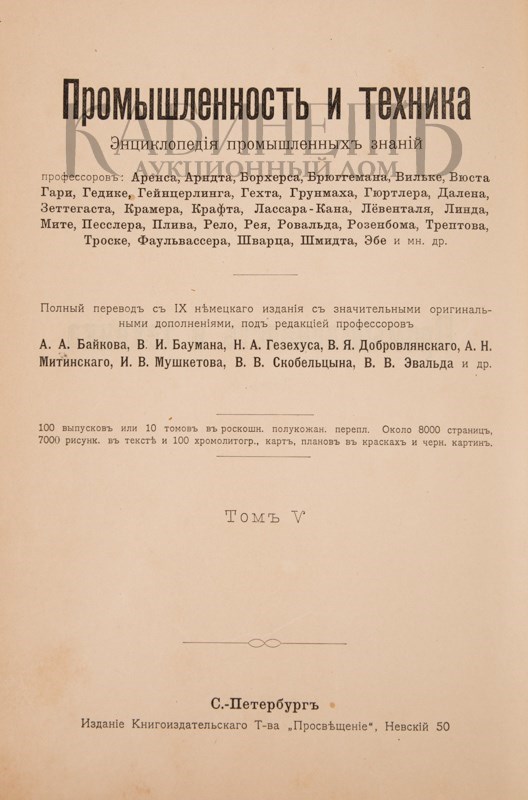 Промышленность и техника
КАБИНЕТЪ
Энциклопедія промышленныхъ знаній
АУКЦИОННЫЙ ДОМ
профессоровъ: Аренса, Арндта, Борхерса, Брюггемана, Вильке, Вюста
Гари, Гедике, Гейнцерлинга, Гехта, Грунмаха, Гюртлера, Далена,
Зеттегаста, Крамера, Крафта, Лассара-Кана, Лёвенталя, Линда,
Мите, Песслера, Плива, Рело, Рея, Ровальда, Розенбома, Трептова,
Троске, Фаульвассера, Шварца, Шмидта, Эбе и мн. др.
Полный переводъ съ IX нѣмецкаго изданія съ значительными оригиналь-
ными дополненіями, подъ редакціей профессоровъ
А. А. Байкова, В. И. Баумана, Н. А. Гезехуса, В. Я. Добровлянскаго, А. Н.
Митинскаго, И. В. Мушкетова, В. В. Скобельцына, В. В. Эвальда и др.
100 выпусковъ или 10 томовъ въ роскошн. полукожан. перепл. Около 8000 страницъ,
7000 рисунк. въ текстѣ и 100 хромолитогр., картъ, плановъ въ краскахъ и черн. картинъ.
Томъ V
С.-Петербургъ
Изданіе Книгоиздательскаго Т-ва „Просвѣщеніе", Невскій 50